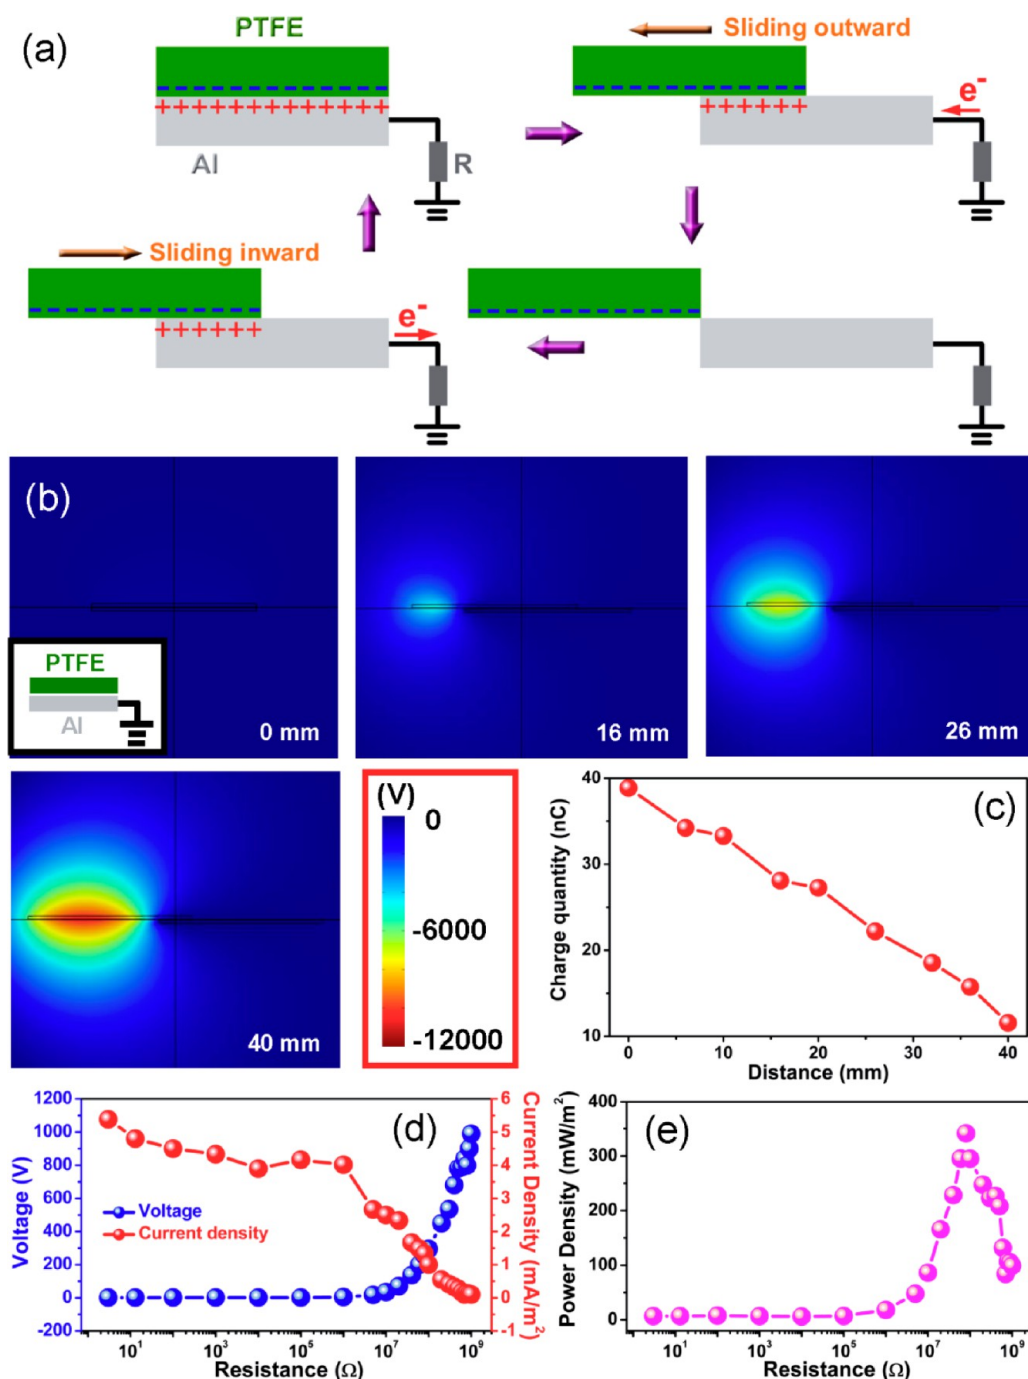 (a)
PTFE
+++++++++++++
Al
R
Sliding outward
++++++
e-
Sliding inward
++++++
e-
(b)
PTFE
Al
0 mm
16 mm
26 mm
40 mm
(V)
0
-6000
-12000
(c)
Charge quantity (nC)
40
30
20
10
0 10 20 30 40
Distance (mm)
(d)
Voltage (V)
1200
1000
800
600
400
200
0
-200
Voltage
Current density
Current Density (mA/m²)
6
5
4
3
2
1
0
-1
10¹ 10³ 10⁵ 10⁷ 10⁹
Resistance (Ω)
(e)
Power Density (mW/m²)
400
300
200
100
0
10¹ 10³ 10⁵ 10⁷ 10⁹
Resistance (Ω)